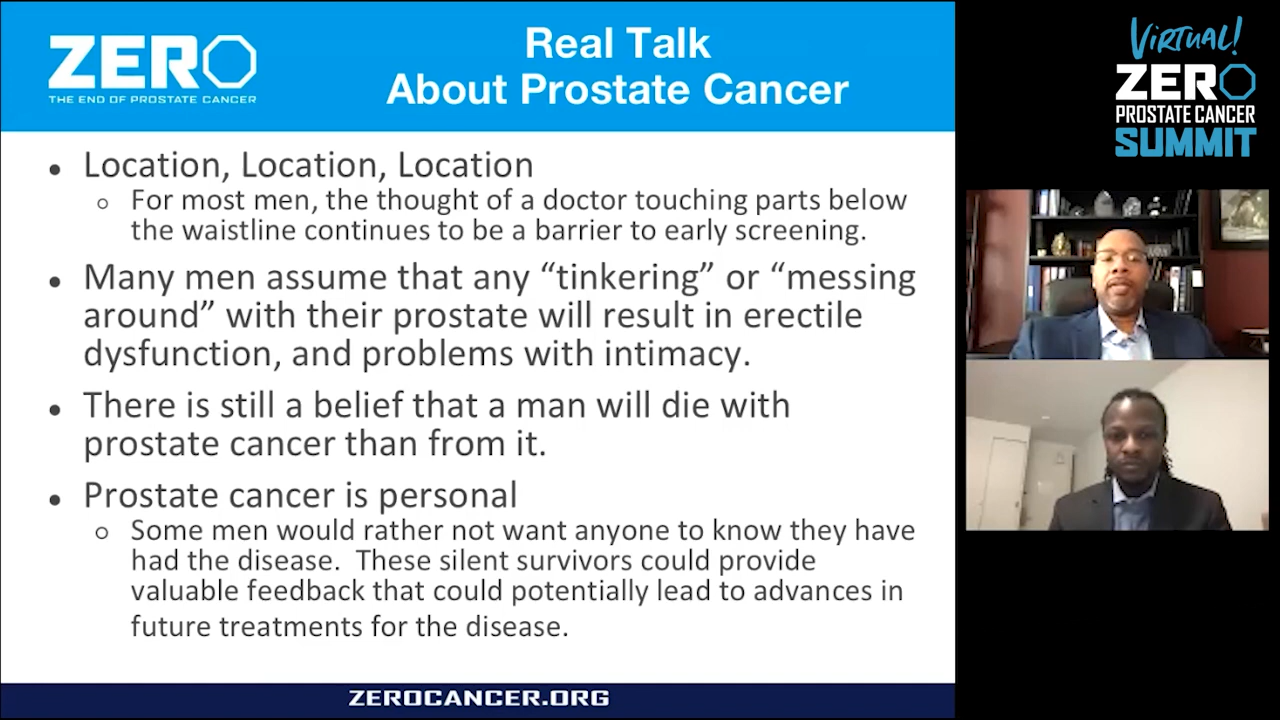 ZERO
THE END OF PROSTATE CANCER
Real Talk
About Prostate Cancer
• Location, Location, Location
○ For most men, the thought of a doctor touching parts below
the waistline continues to be a barrier to early screening.
• Many men assume that any “tinkering” or “messing
around” with their prostate will result in erectile
dysfunction, and problems with intimacy.
• There is still a belief that a man will die with
prostate cancer than from it.
• Prostate cancer is personal
○ Some men would rather not want anyone to know they have
had the disease.  These silent survivors could provide
valuable feedback that could potentially lead to advances in
future treatments for the disease.
ZEROCANCER.ORG
VIRTUAL!
ZERO
PROSTATE CANCER
SUMMIT